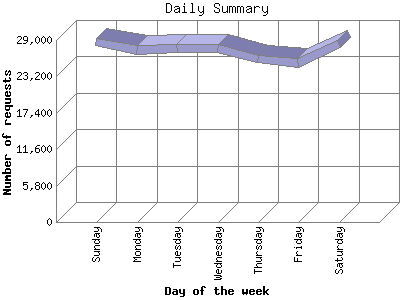 Daily Summary
Number of requests
29,000
23,200
17,400
11,600
5,800
0
Sunday
Monday
Tuesday
Wednesday
Thursday
Friday
Saturday
Day of the week